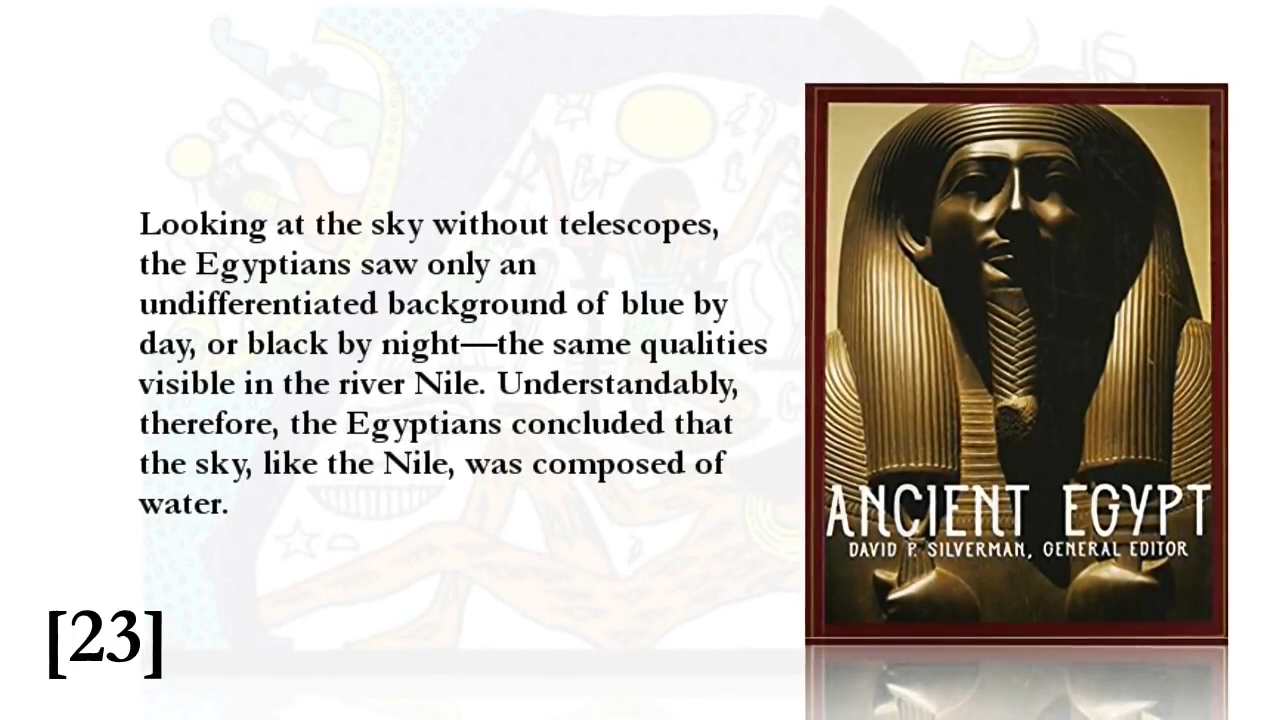 Looking at the sky without telescopes,
the Egyptians saw only an
undifferentiated background of blue by
day, or black by night—the same qualities
visible in the river Nile. Understandably,
therefore, the Egyptians concluded that
the sky, like the Nile, was composed of
water.
ANCIENT EGYPT
DAVID P. SILVERMAN, GENERAL EDITOR
[23]